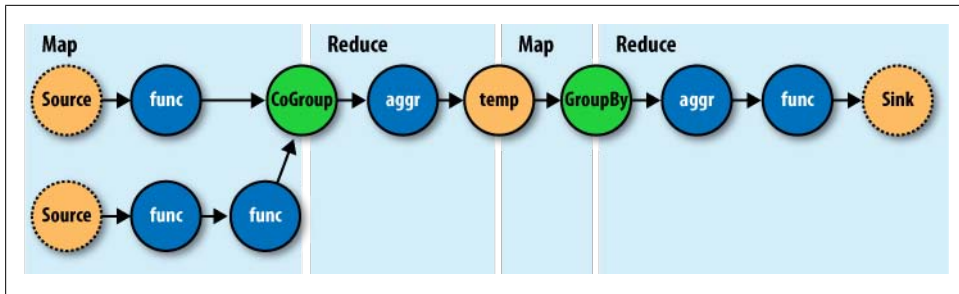 Map Reduce Map Reduce
Source func CoGroup aggr temp GroupBy aggr func Sink
Source func func